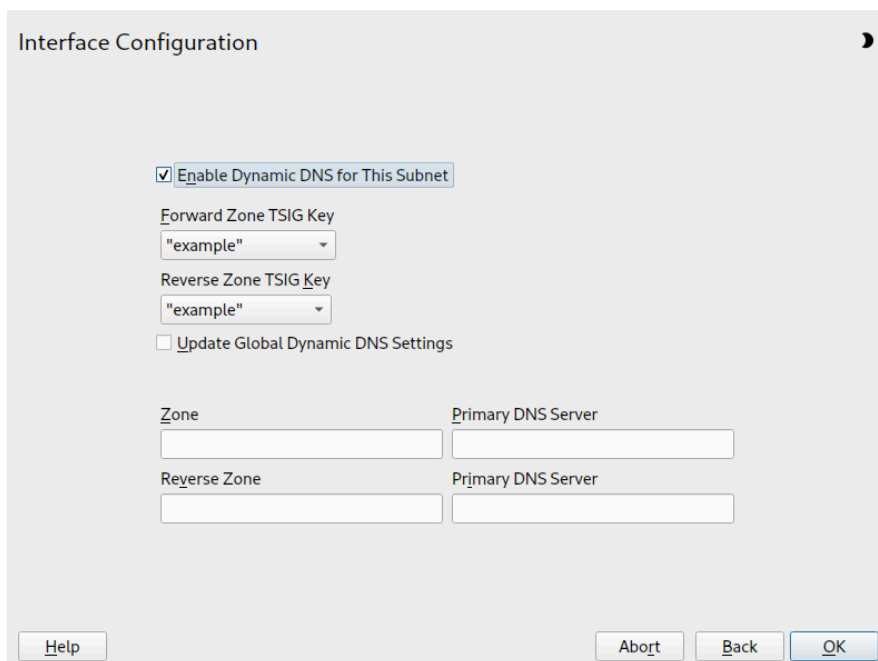 Interface Configuration
Enable Dynamic DNS for This Subnet
Forward Zone TSIG Key
"example"
Reverse Zone TSIG Key
"example"
Update Global Dynamic DNS Settings
Zone Primary DNS Server
Reverse Zone Primary DNS Server
Help Abort Back OK